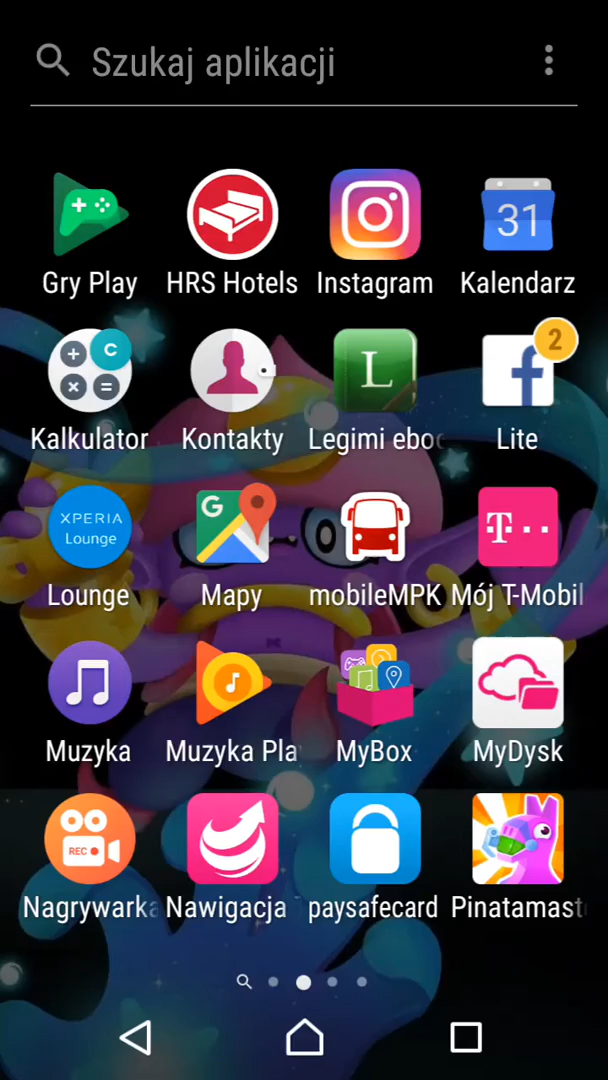 Szukaj aplikacji
Gry Play
HRS Hotels
Instagram
31
Kalendarz
C
Kalkulator
Kontakty
L
Legimi eboo
2
f
Lite
XPERIA
Lounge
Lounge
G
Mapy
mobileMPK
T
Mój T-Mobil
Muzyka
Muzyka Pla
MyBox
MyDysk
REC
Nagrywarka
Nawigacja
paysafecard
Pinatamast